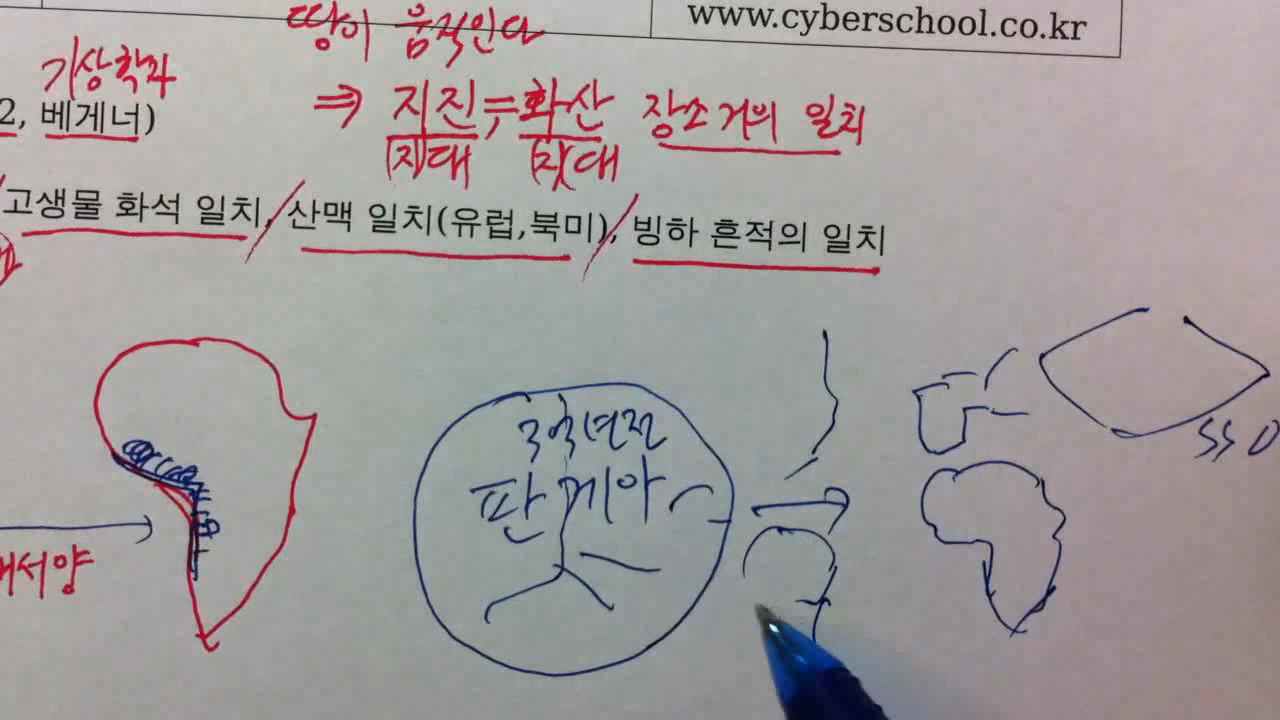 www.cyberschool.co.kr
땅이 움직인다
기상학자
⇒ 지진 = 화산 장소거의 일치
2, 베게너)
지대 대
고생물 화석 일치, 산맥 일치(유럽,북미), 빙하 흔적의 일치
3억년전
판게아
서양